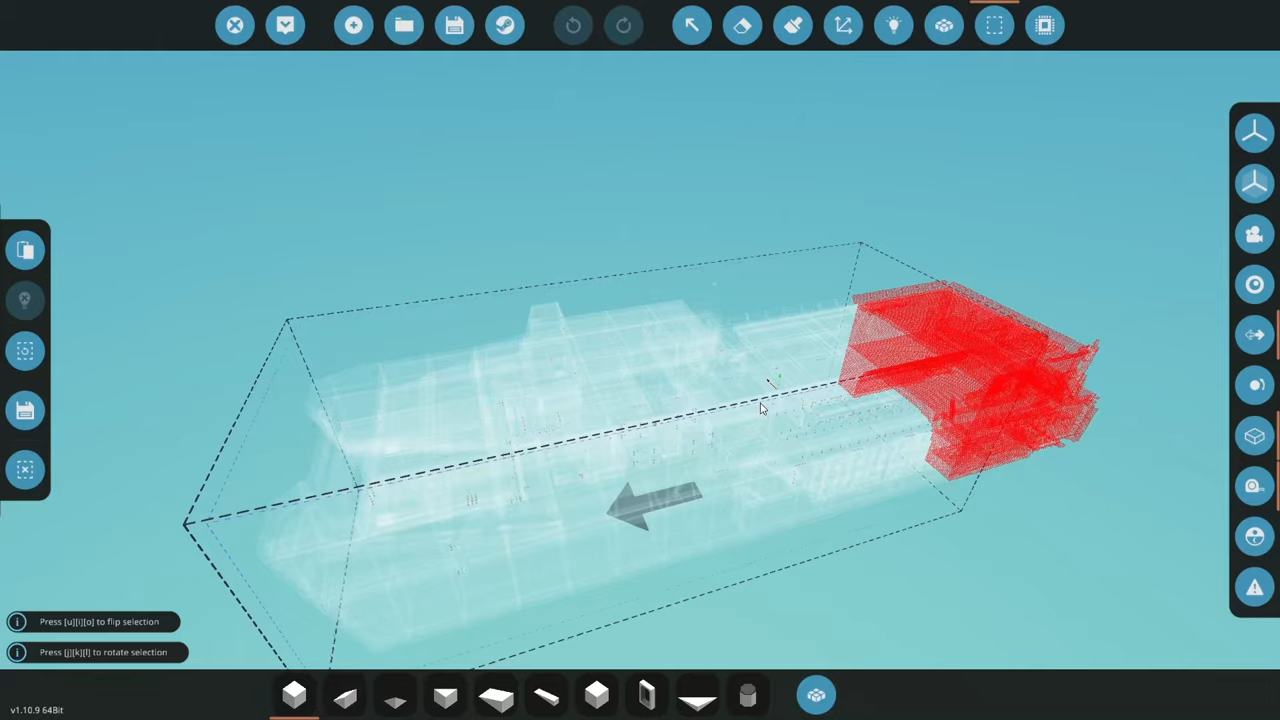 Press [u][i][o] to flip selection
Press [j][k][l] to rotate selection
v1.10.9 64Bit